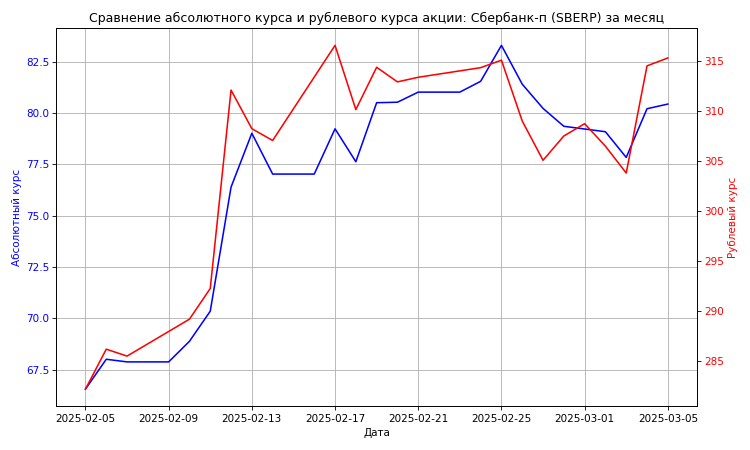 Сравнение абсолютного курса и рублевого курса акции: Сбербанк-п (SBERP) за месяц
Абсолютный курс
82.5
80.0
77.5
75.0
72.5
70.0
67.5
315
310
305
300
295
290
285
Рублевый курс
2025-02-05 2025-02-09 2025-02-13 2025-02-17 2025-02-21 2025-02-25 2025-03-01 2025-03-05
Дата